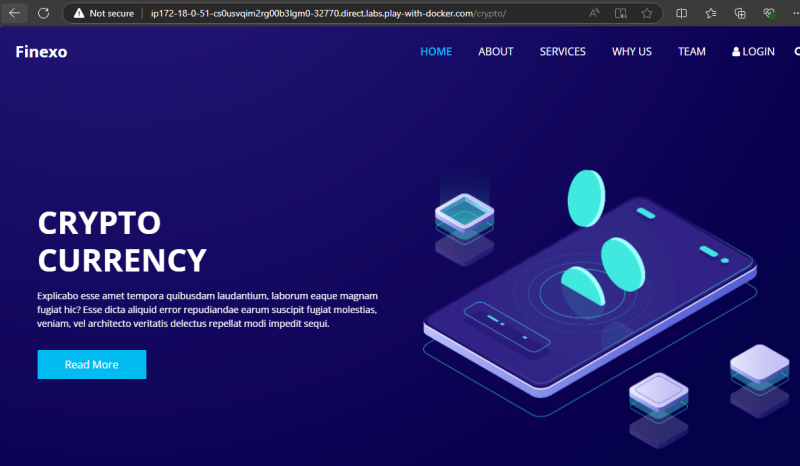 Not secure ip172-18-0-51-cs0usvqim2rg00b3lgm0-32770.direct.labs.play-with-docker.com/crypto/
Finexo HOME ABOUT SERVICES WHY US TEAM LOGIN
CRYPTO
CURRENCY
Explicabo esse amet tempora quibusdam laudantium, laborum eaque magnam
fugiat hic? Esse dicta aliquid error repudiandae earum suscipit fugiat molestias,
veniam, vel architecto veritatis delectus repellat modi impedit sequi.
Read More